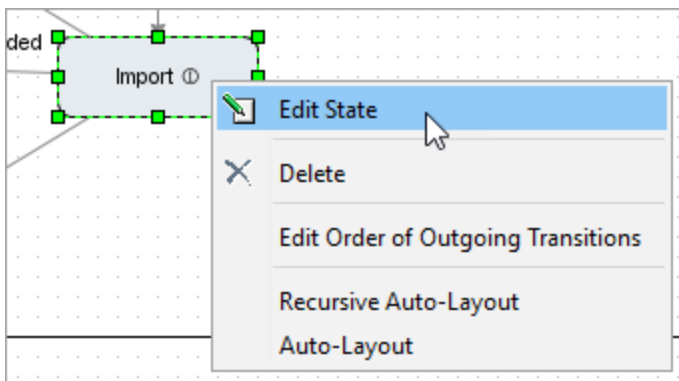 ded
Import
Edit State
Delete
Edit Order of Outgoing Transitions
Recursive Auto-Layout
Auto-Layout